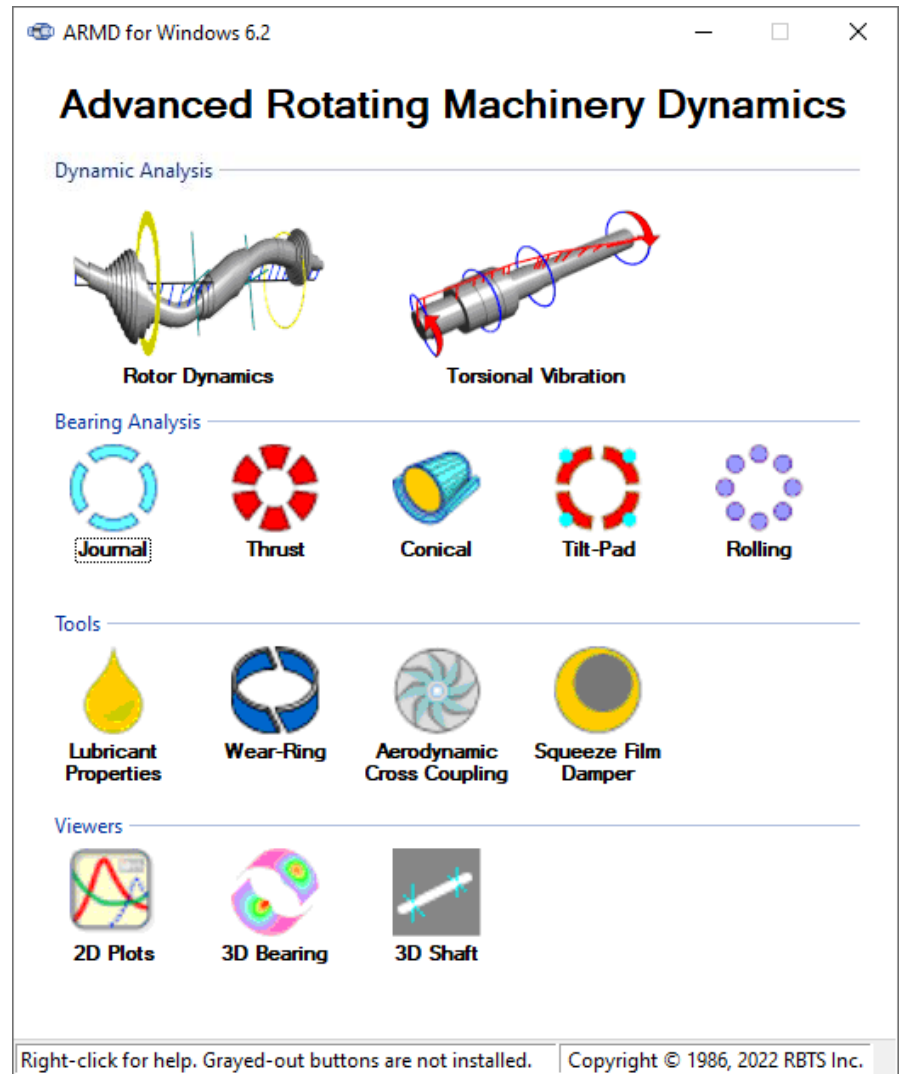 ARMD for Windows 6.2
Advanced Rotating Machinery Dynamics
Dynamic Analysis
Rotor Dynamics
Torsional Vibration
Bearing Analysis
Journal
Thrust
Conical
Tilt-Pad
Rolling
Tools
Lubricant
Properties
Wear-Ring
Aerodynamic
Cross Coupling
Squeeze Film
Damper
Viewers
2D Plots
3D Bearing
3D Shaft
Right-click for help. Grayed-out buttons are not installed.
Copyright © 1986, 2022 RBTS Inc.